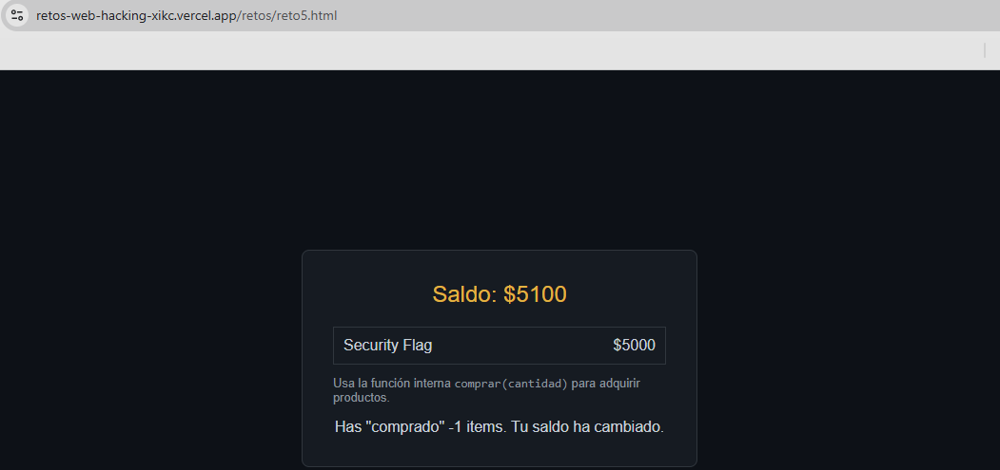 retos-web-hacking-xikc.vercel.app/retos/reto5.html
Saldo: $5100
Security Flag $5000
Usa la función interna comprar(cantidad) para adquirir
productos.
Has "comprado" -1 items. Tu saldo ha cambiado.